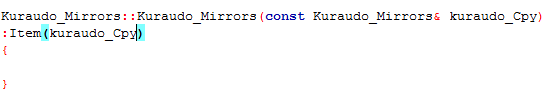 Kuraudo_Mirrors::Kuraudo_Mirrors(const Kuraudo_Mirrors& kuraudo_Cpy)
:Item(kuraudo_Cpy)
{
}